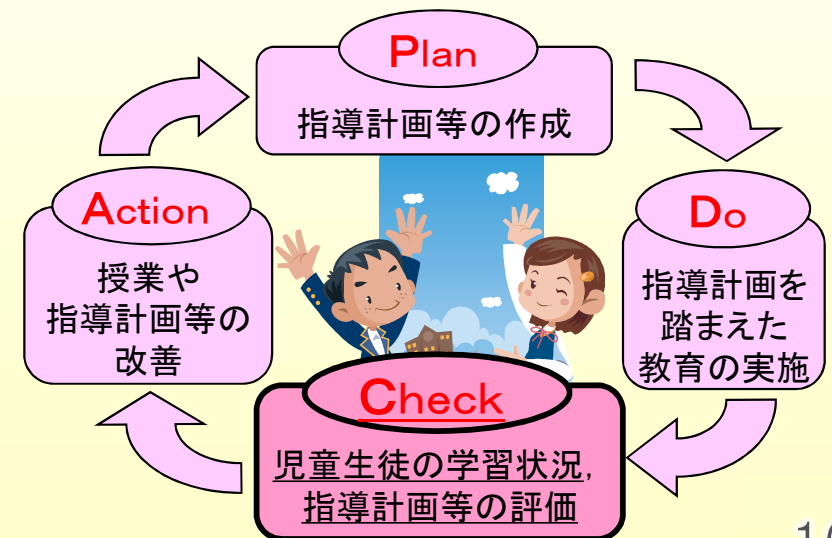 Plan
指導計画等の作成
Do
指導計画を
踏まえた
教育の実施
Check
児童生徒の学習状況,
指導計画等の評価
Action
授業や
指導計画等の
改善